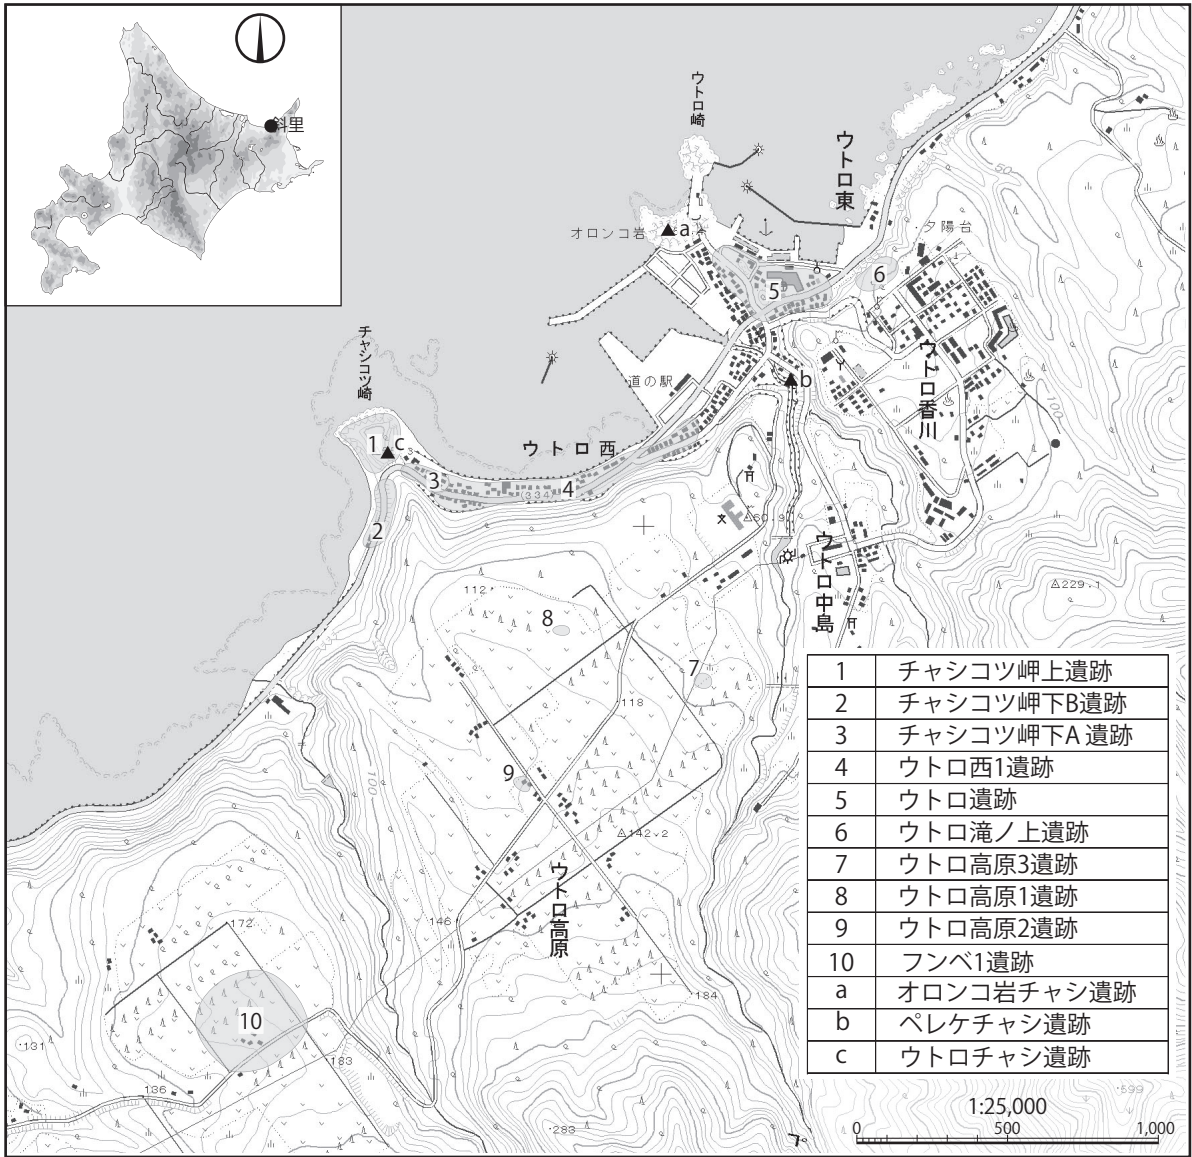 斜里
ウトロ崎
ウトロ東
オロンコ岩
a
夕陽台
6
5
チャシコツ崎
道の駅
b
ウトロ香川
100
1
c
ウトロ西
3
(334)
4
2
ウトロ中島
112
8
229.1
7
118
9
100
142.2
ウトロ高原
146
172
184
10
131
183
136
283
599
1 チャシコツ岬上遺跡
2 チャシコツ岬下B遺跡
3 チャシコツ岬下A遺跡
4 ウトロ西1遺跡
5 ウトロ遺跡
6 ウトロ滝ノ上遺跡
7 ウトロ高原3遺跡
8 ウトロ高原1遺跡
9 ウトロ高原2遺跡
10 フンベ1遺跡
a オロンコ岩チャシ遺跡
b ペレケチャシ遺跡
c ウトロチャシ遺跡
1:25,000
0 500 1,000